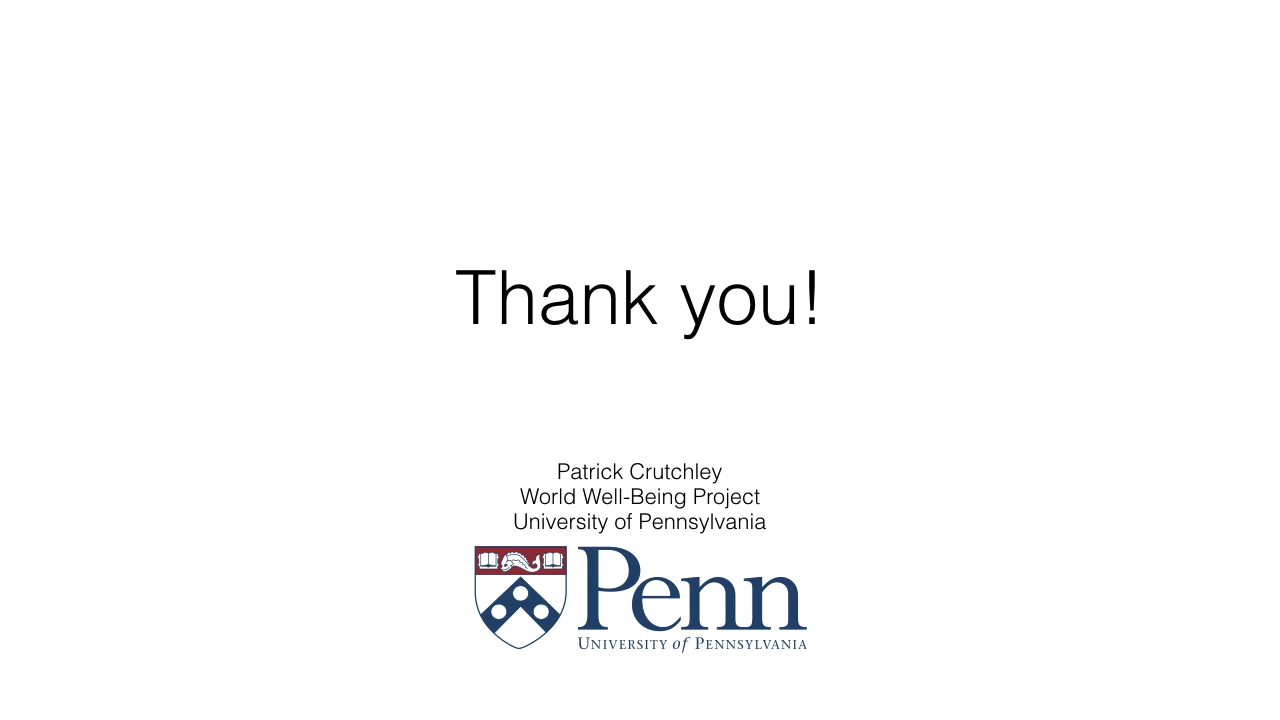 Thank you!
Patrick Crutchley
World Well-Being Project
University of Pennsylvania
Penn
University of Pennsylvania